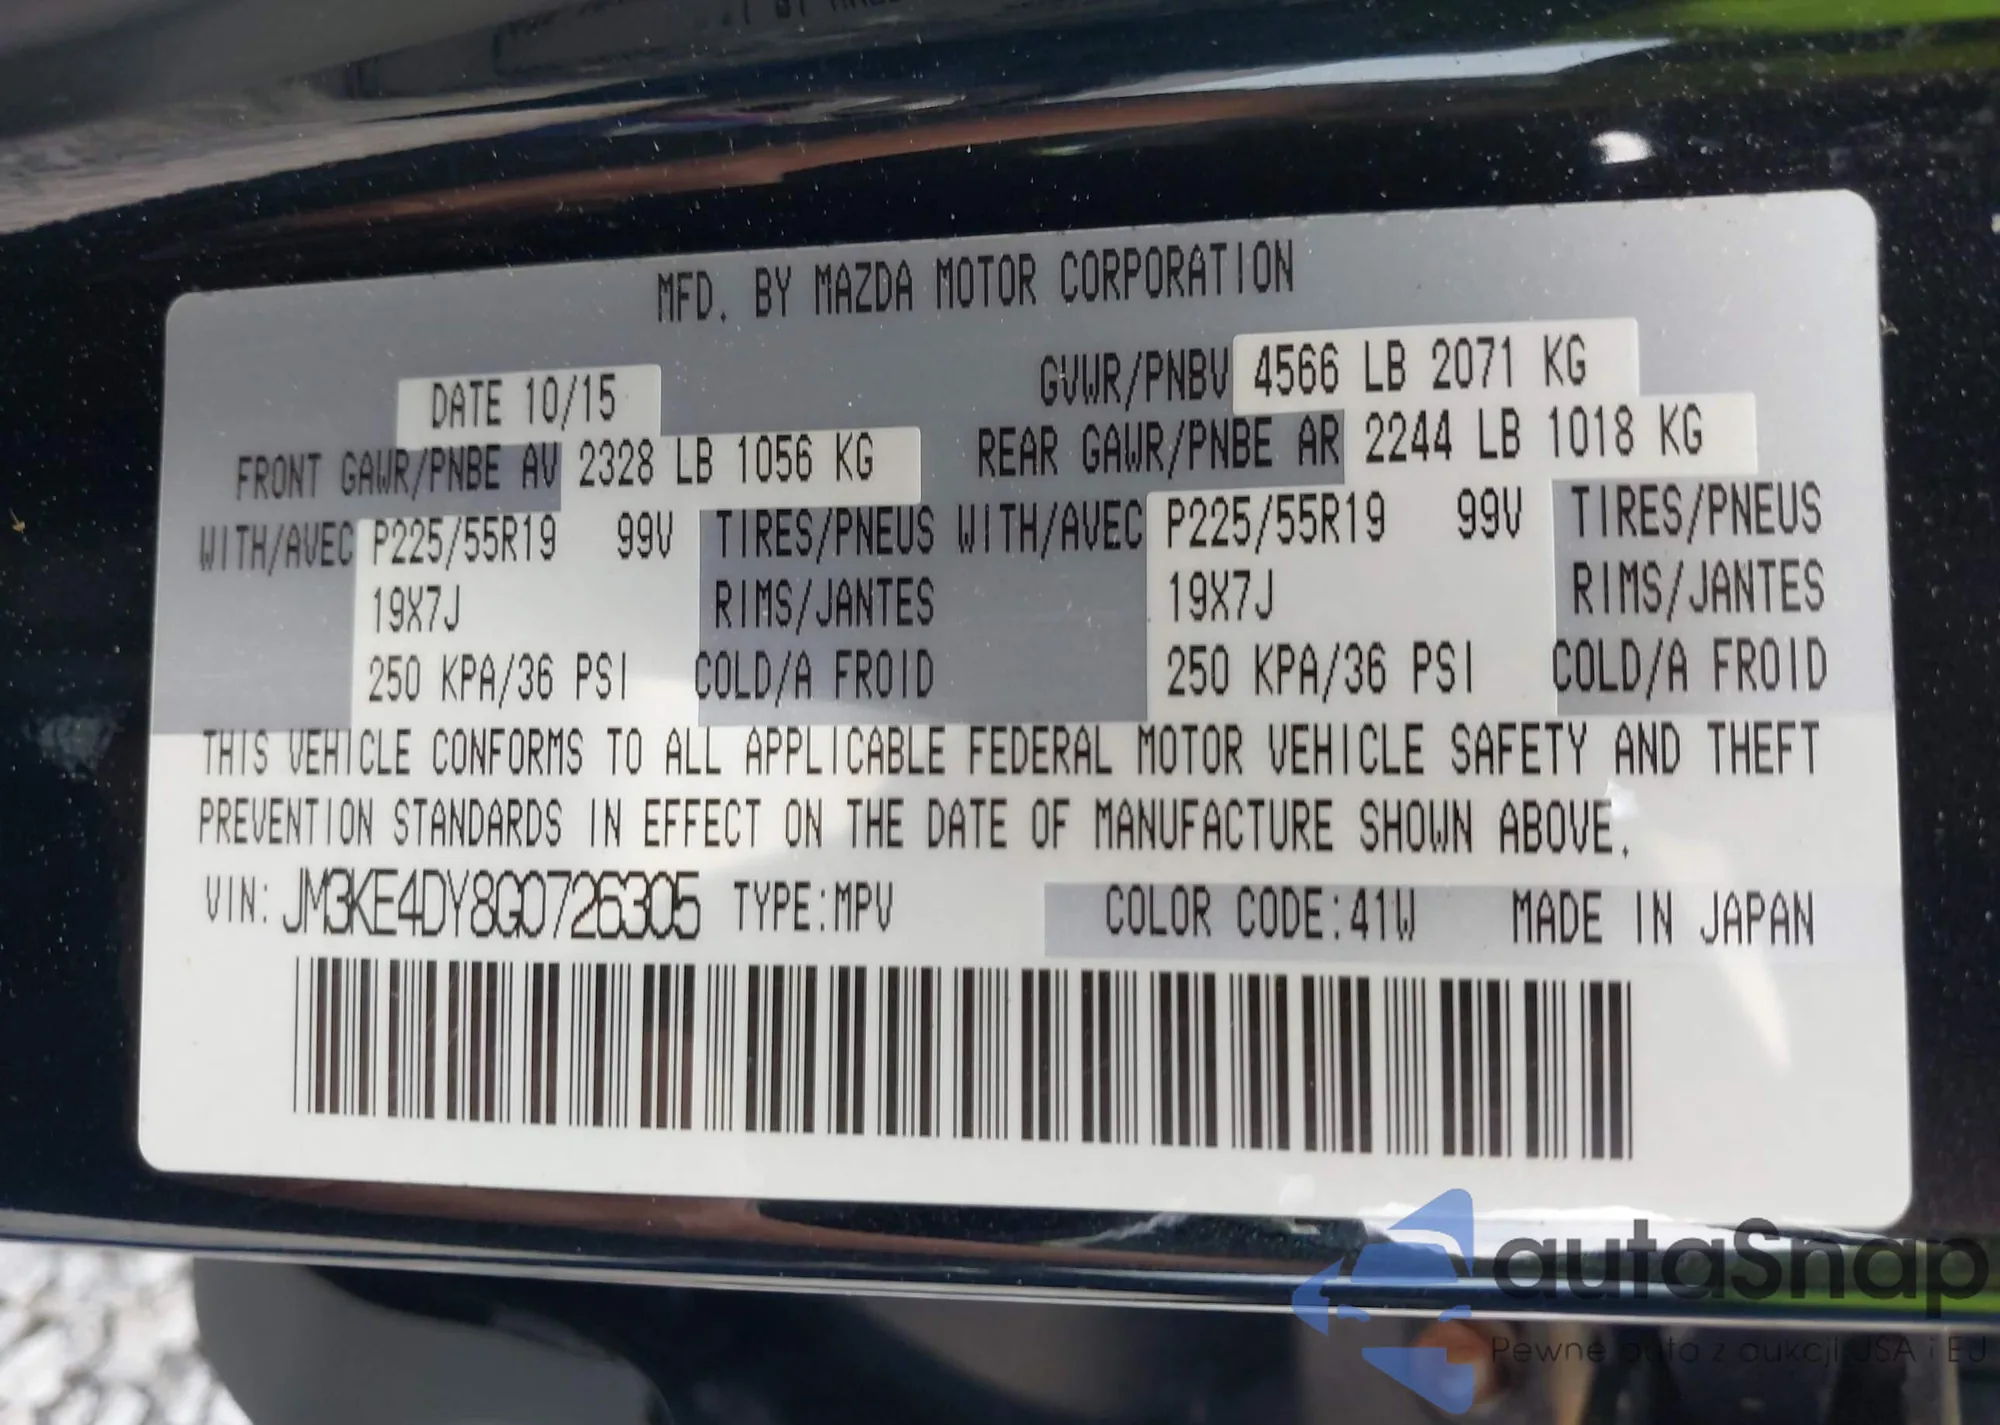 MFD. BY MAZDA MOTOR CORPORATION
DATE 10/15
GVWR/PNBV 4566 LB 2071 KG
FRONT GAWR/PNBE AV 2328 LB 1056 KG
REAR GAWR/PNBE AR 2244 LB 1018 KG
WITH/AVEC P225/55R19 99V TIRES/PNEUS WITH/AVEC P225/55R19 99V TIRES/PNEUS
19X7J RIMS/JANTES 19X7J RIMS/JANTES
250 KPA/36 PSI COLD/A FROID 250 KPA/36 PSI COLD/A FROID
THIS VEHICLE CONFORMS TO ALL APPLICABLE FEDERAL MOTOR VEHICLE SAFETY AND THEFT
PREVENTION STANDARDS IN EFFECT ON THE DATE OF MANUFACTURE SHOWN ABOVE.
VIN: JM3KE4DY8G0726305 TYPE:MPV COLOR CODE:41W MADE IN JAPAN
autaSnap
Pewne auta z aukcji USA i EU